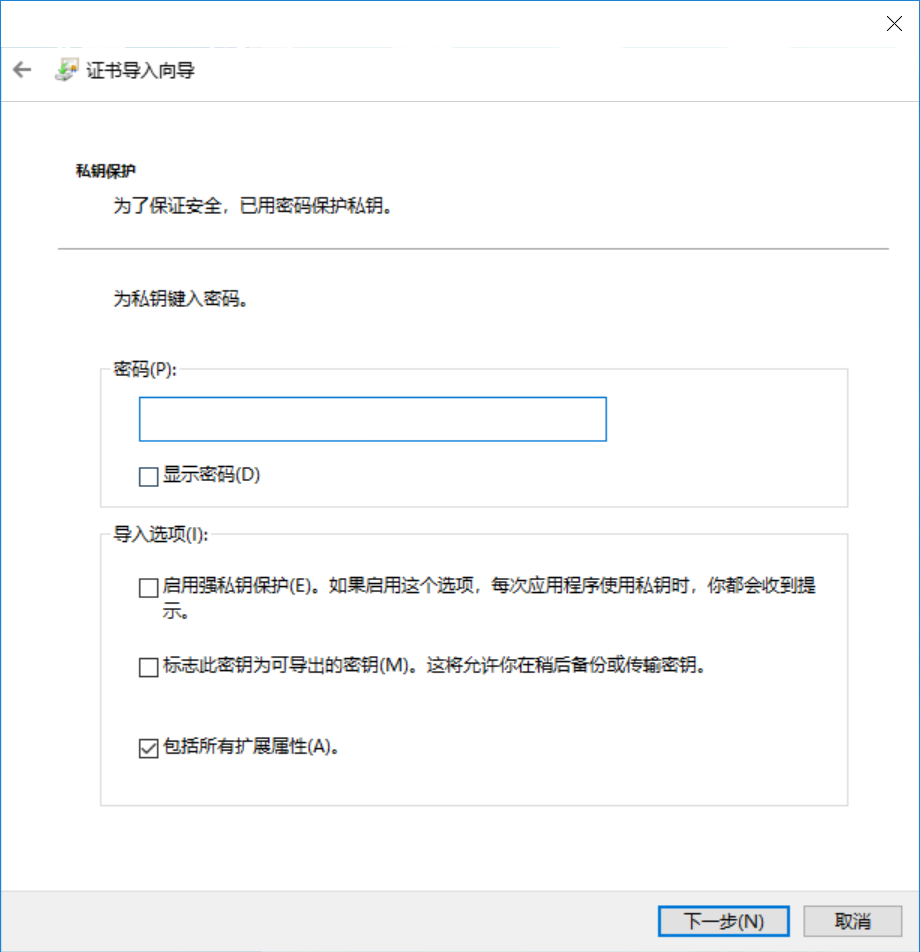 证书导入向导
私钥保护
为了保证安全，已用密码保护私钥。
为私钥键入密码。
密码(P):
显示密码(D)
导入选项(I):
启用强私钥保护(E)。如果启用这个选项，每次应用程序使用私钥时，你都会收到提
示。
标志此密钥为可导出的密钥(M)。这将允许你在稍后备份或传输密钥。
包括所有扩展属性(A)。
下一步(N)
取消